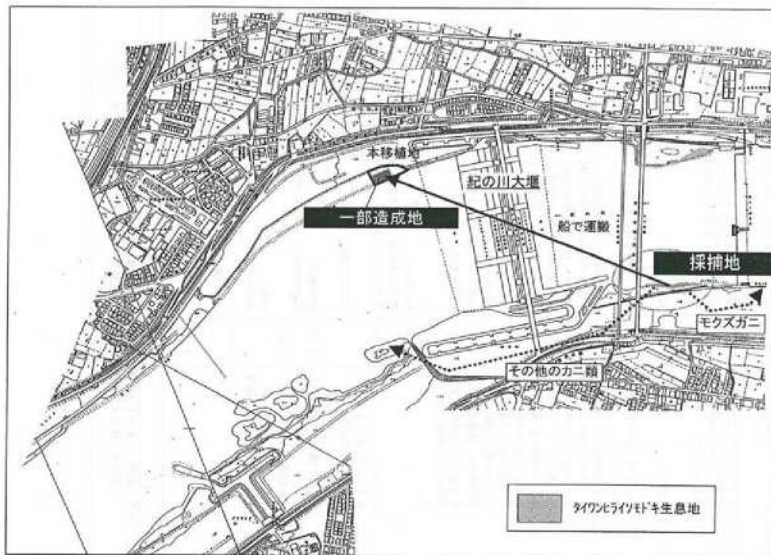 本移植地
紀の川大堰
一部造成地
船で運搬
採捕地
モクズガニ
その他のカニ類
タイワンヒライソモドキ生息地